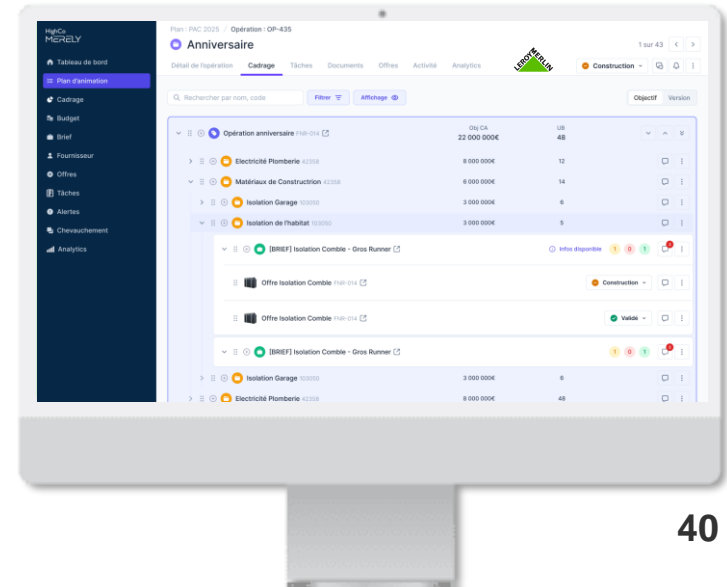 Plan : PAC 2025 / Opération : OP-435
HighCo
MERELY
Anniversaire
1 sur 43
Détail de l'opération Cadrage Tâches Documents Offres Activité Analytics
LEROY MERLIN
Construction
Tableau de bord
Plan d'animation
Cadrage
Budget
Brief
Fournisseur
Offres
Tâches
Alertes
Chevauchement
Analytics
Rechercher par nom, code
Filtrer
Affichage
Objectif Version
Obj CA UB
Opération anniversaire FNR-014 22 000 000€ 48
Electricité Plomberie 42358 8 000 000€ 12
Matériaux de Constructrion 42358 6 000 000€ 14
Isolation Garage 103050 3 000 000€
Isolation de l'habitat 103050 3 000 000€ 5
[BRIEF] Isolation Comble - Gros Runner Infos disponible 1 0 1
Offre Isolation Comble FNR-014 Construction
Offre Isolation Comble FNR-014 Validé
[BRIEF] Isolation Comble - Gros Runner 1 0 1
Isolation Garage 103050 3 000 000€
Electricité Plomberie 42358 8 000 000€ 48
40